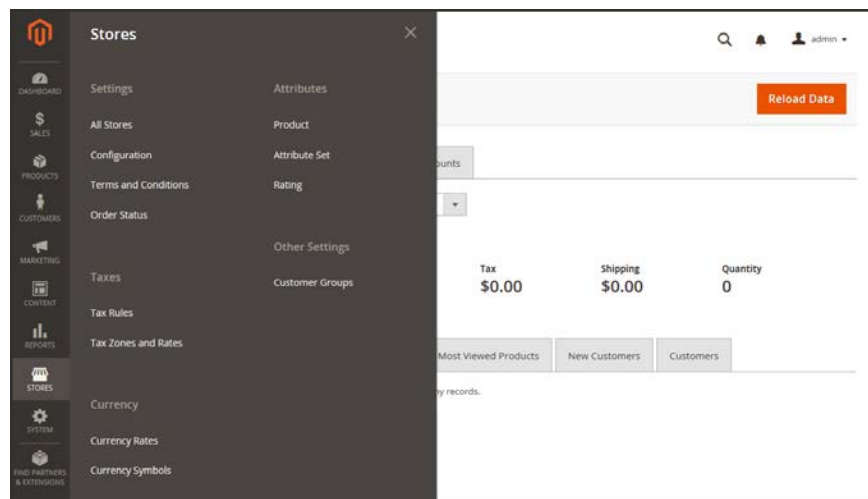 Stores
Settings
All Stores
Configuration
Terms and Conditions
Order Status
Taxes
Tax Rules
Tax Zones and Rates
Currency
Currency Rates
Currency Symbols
Attributes
Product
Attribute Set
Rating
Other Settings
Customer Groups
DASHBOARD
$
SALES
PRODUCTS
CUSTOMERS
MARKETING
CONTENT
REPORTS
STORES
SYSTEM
FIND PARTNERS
& EXTENSIONS
admin
Reload Data
ounts
Tax Shipping Quantity
$0.00 $0.00 0
Most Viewed Products New Customers Customers
ny records.